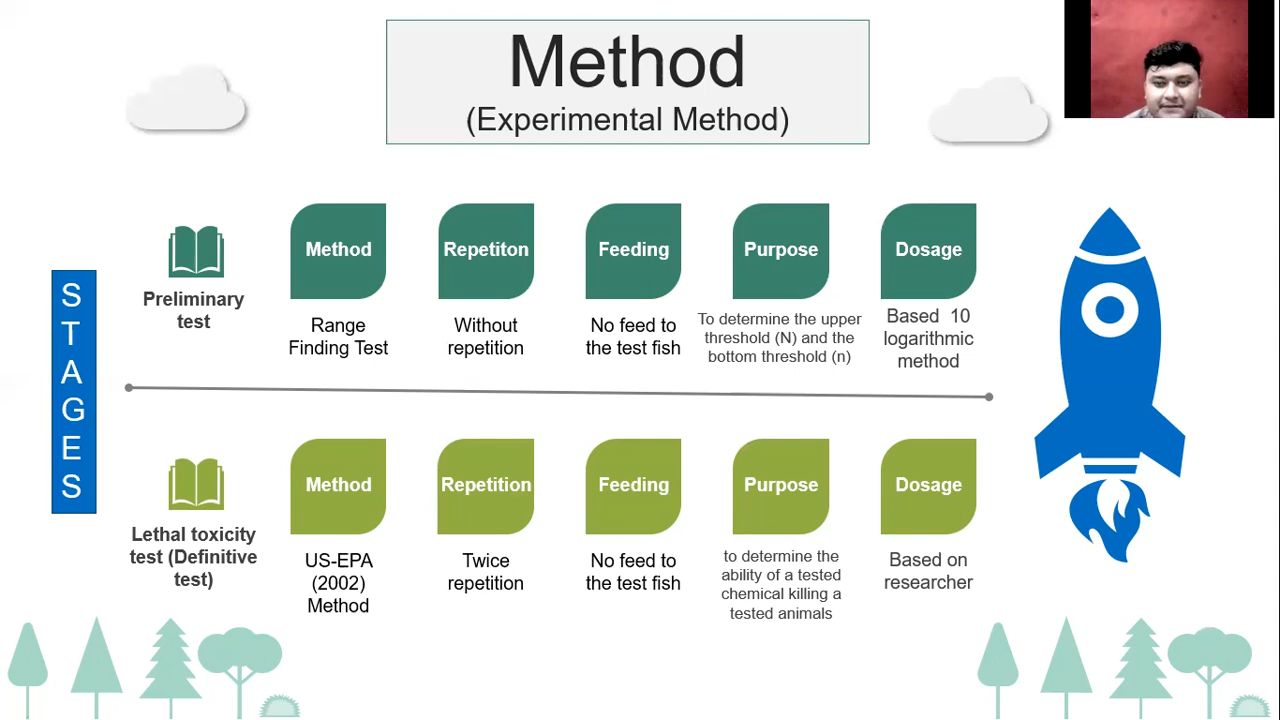 Method
(Experimental Method)
STAGES
Preliminary
test
Method
Range
Finding Test
Repetiton
Without
repetition
Feeding
No feed to
the test fish
Purpose
To determine the upper
threshold (N) and the
bottom threshold (n)
Dosage
Based 10
logarithmic
method
Lethal toxicity
test (Definitive
test)
Method
US-EPA
(2002)
Method
Repetition
Twice
repetition
Feeding
No feed to
the test fish
Purpose
to determine the
ability of a tested
chemical killing a
tested animals
Dosage
Based on
researcher